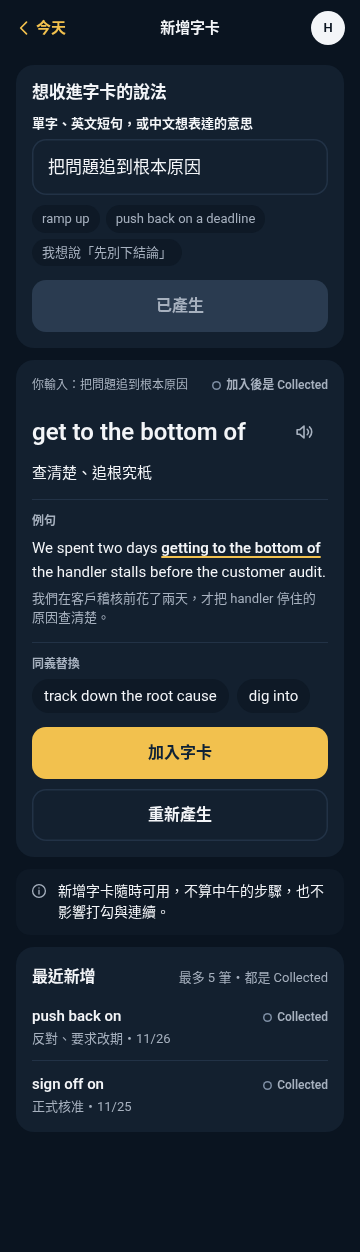 今天
新增字卡
H
想收進字卡的說法
單字、英文短句，或中文想表達的意思
把問題追到根本原因
ramp up
push back on a deadline
我想說「先別下結論」
已產生
你輸入：把問題追到根本原因
加入後是 Collected
get to the bottom of
查清楚、追根究柢
例句
We spent two days getting to the bottom of
the handler stalls before the customer audit.
我們在客戶稽核前花了兩天，才把 handler 停住的
原因查清楚。
同義替換
track down the root cause
dig into
加入字卡
重新產生
新增字卡隨時可用，不算中午的步驟，也不
影響打勾與連續。
最近新增
最多 5 筆・都是 Collected
push back on
Collected
反對、要求改期・11/26
sign off on
Collected
正式核准・11/25